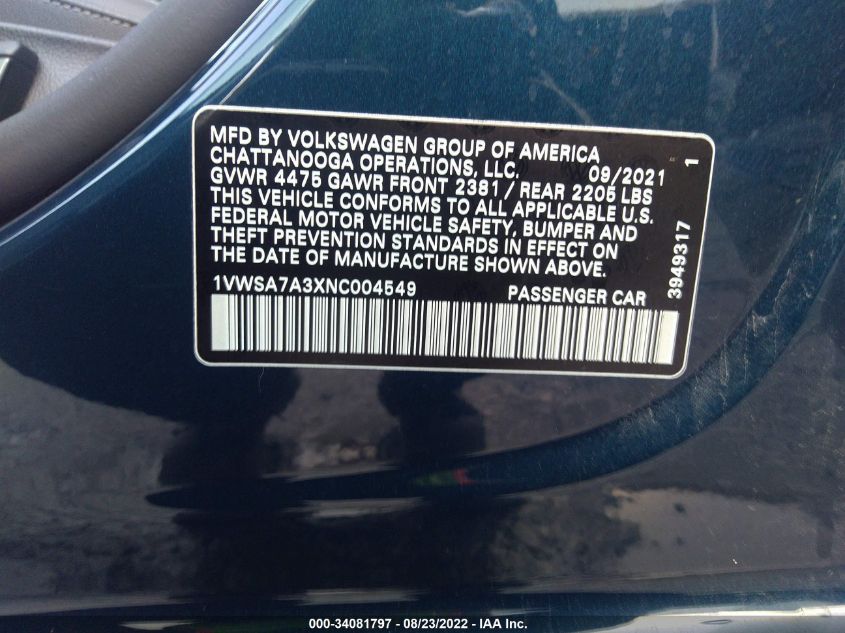 MFD BY VOLKSWAGEN GROUP OF AMERICA
CHATTANOOGA OPERATIONS, LLC. 09/2021
GVWR 4475 GAWR FRONT 2381 / REAR 2205 LBS
THIS VEHICLE CONFORMS TO ALL APPLICABLE U.S.
FEDERAL MOTOR VEHICLE SAFETY, BUMPER AND
THEFT PREVENTION STANDARDS IN EFFECT ON
THE DATE OF MANUFACTURE SHOWN ABOVE.
1VWSA7A3XNC004549 PASSENGER CAR
3949317
1
000-34081797 - 08/23/2022 - IAA Inc.